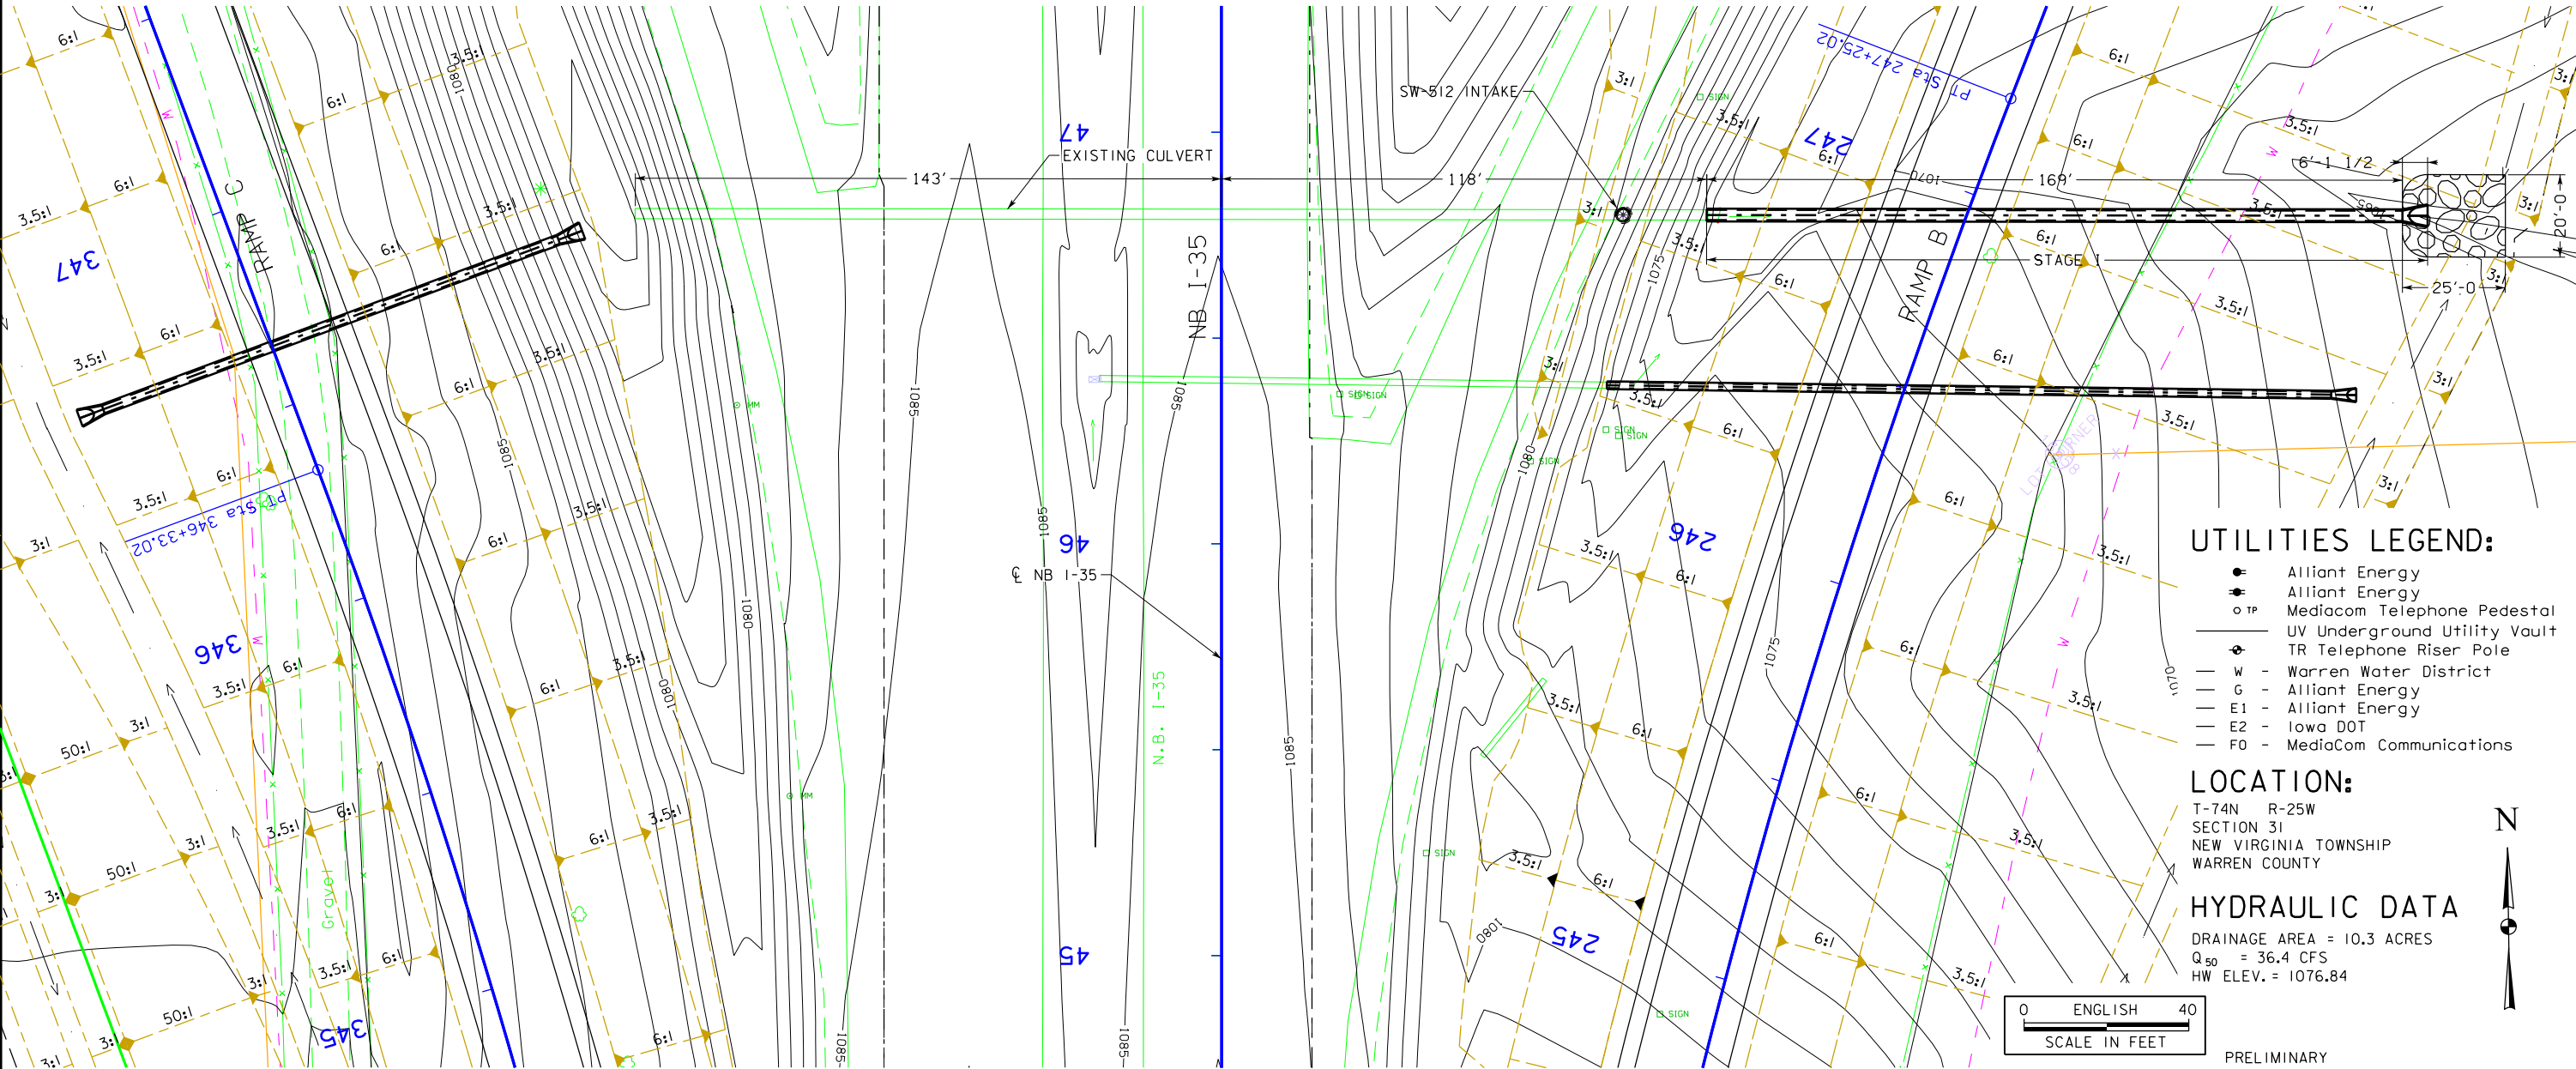 SW-512 INTAKE
PT Sta 247+25.02
47
247
EXISTING CULVERT
143'
118'
169'
6'-1 1/2
20'-0
25'-0
STAGE 1
RAMP C
NB I-35
RAMP B
347
PT Sta 346+33.02
346
46
246
℄ NB I-35
N.B. I-35
345
45
245
Gravel
LOT CORNER
6:1
3.5:1
3:1
50:1
1085
1080
1075
1070
1065
SIGN
MM
W
UTILITIES LEGEND:
Alliant Energy
Alliant Energy
TP Mediacom Telephone Pedestal
UV Underground Utility Vault
TR Telephone Riser Pole
— W - Warren Water District
— G - Alliant Energy
— E1 - Alliant Energy
— E2 - Iowa DOT
— FO - MediaCom Communications
LOCATION:
T-74N R-25W
SECTION 31
NEW VIRGINIA TOWNSHIP
WARREN COUNTY
N
HYDRAULIC DATA
DRAINAGE AREA = 10.3 ACRES
Q50 = 36.4 CFS
HW ELEV. = 1076.84
0 ENGLISH 40
SCALE IN FEET
PRELIMINARY